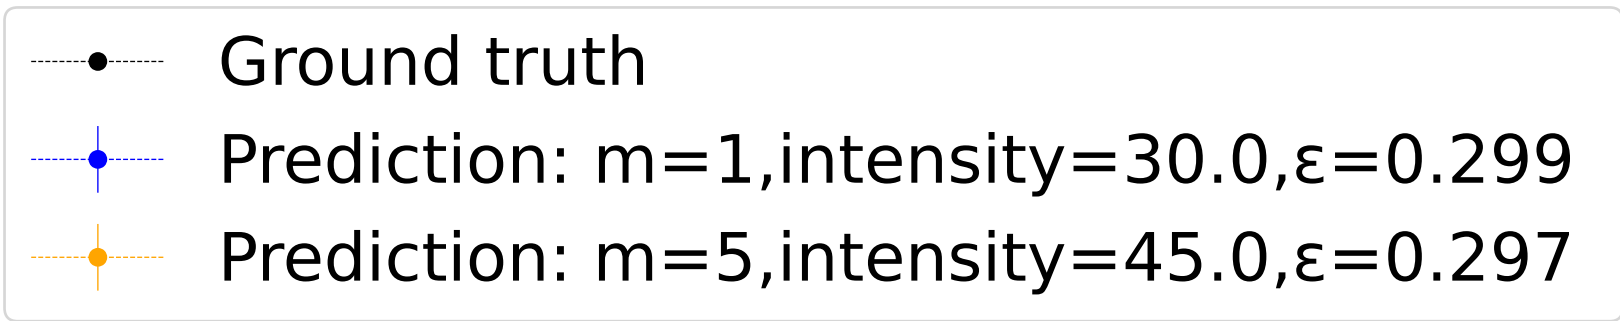 Ground truth
Prediction: m=1,intensity=30.0,ε=0.299
Prediction: m=5,intensity=45.0,ε=0.297